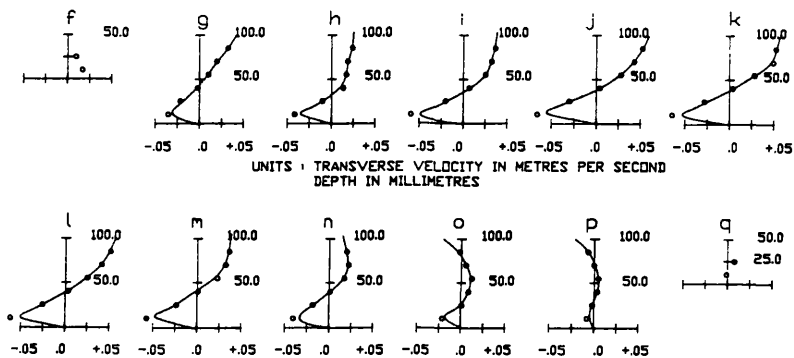 f g h i j k
50.0 100.0 100.0 100.0 100.0 100.0
50.0 50.0 50.0 50.0 50.0
-.05 .0 +.05 -.05 .0 +.05 -.05 .0 +.05 -.05 .0 +.05 -.05 .0 +.05
UNITS : TRANSVERSE VELOCITY IN METRES PER SECOND
DEPTH IN MILLIMETRES
l m n o p q
100.0 100.0 100.0 100.0 100.0 50.0
25.0
50.0 50.0 50.0 50.0 50.0
-.05 .0 +.05 -.05 .0 +.05 -.05 .0 +.05 -.05 .0 +.05 -.05 .0 +.05